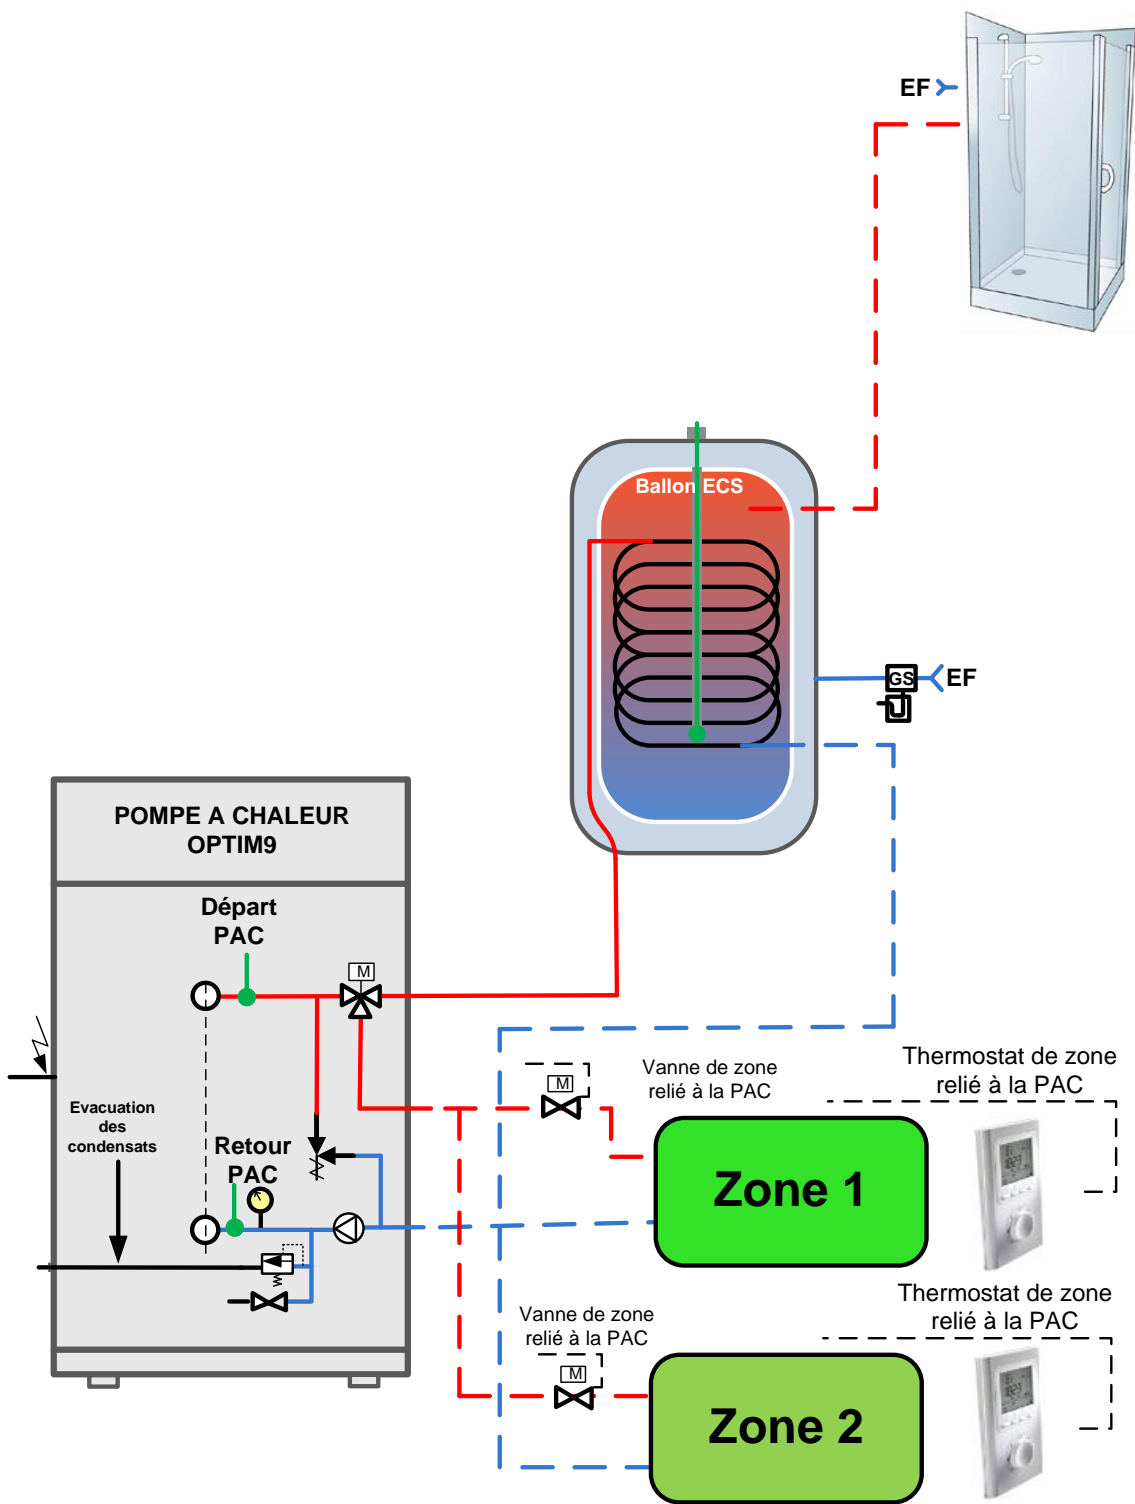 EF
Ballon ECS
GS
EF
POMPE A CHALEUR
OPTIM9
Départ
PAC
M
Evacuation
des
condensats
Retour
PAC
Vanne de zone
relié à la PAC
M
Thermostat de zone
relié à la PAC
Zone 1
Vanne de zone
relié à la PAC
M
Thermostat de zone
relié à la PAC
Zone 2